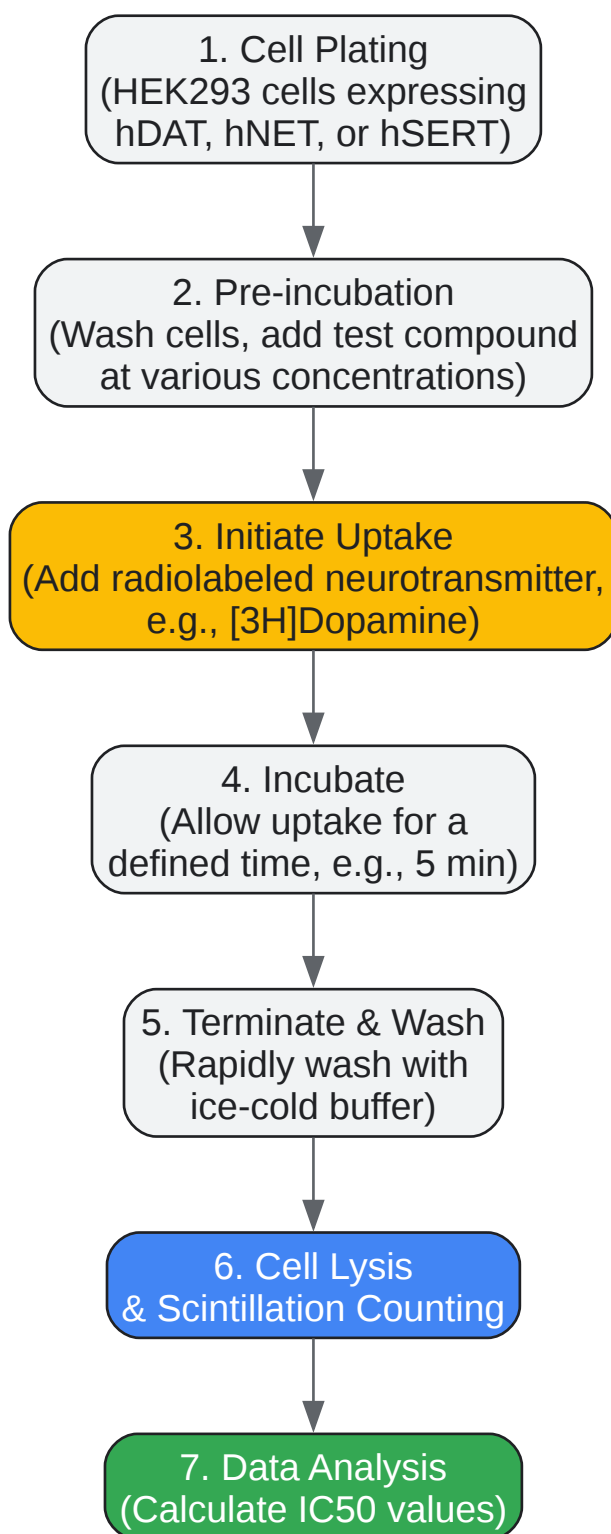 1. Cell Plating
(HEK293 cells expressing
hDAT, hNET, or hSERT)
2. Pre-incubation
(Wash cells, add test compound
at various concentrations)
3. Initiate Uptake
(Add radiolabeled neurotransmitter,
e.g., [3H]Dopamine)
4. Incubate
(Allow uptake for a
defined time, e.g., 5 min)
5. Terminate & Wash
(Rapidly wash with
ice-cold buffer)
6. Cell Lysis
& Scintillation Counting
7. Data Analysis
(Calculate IC50 values)